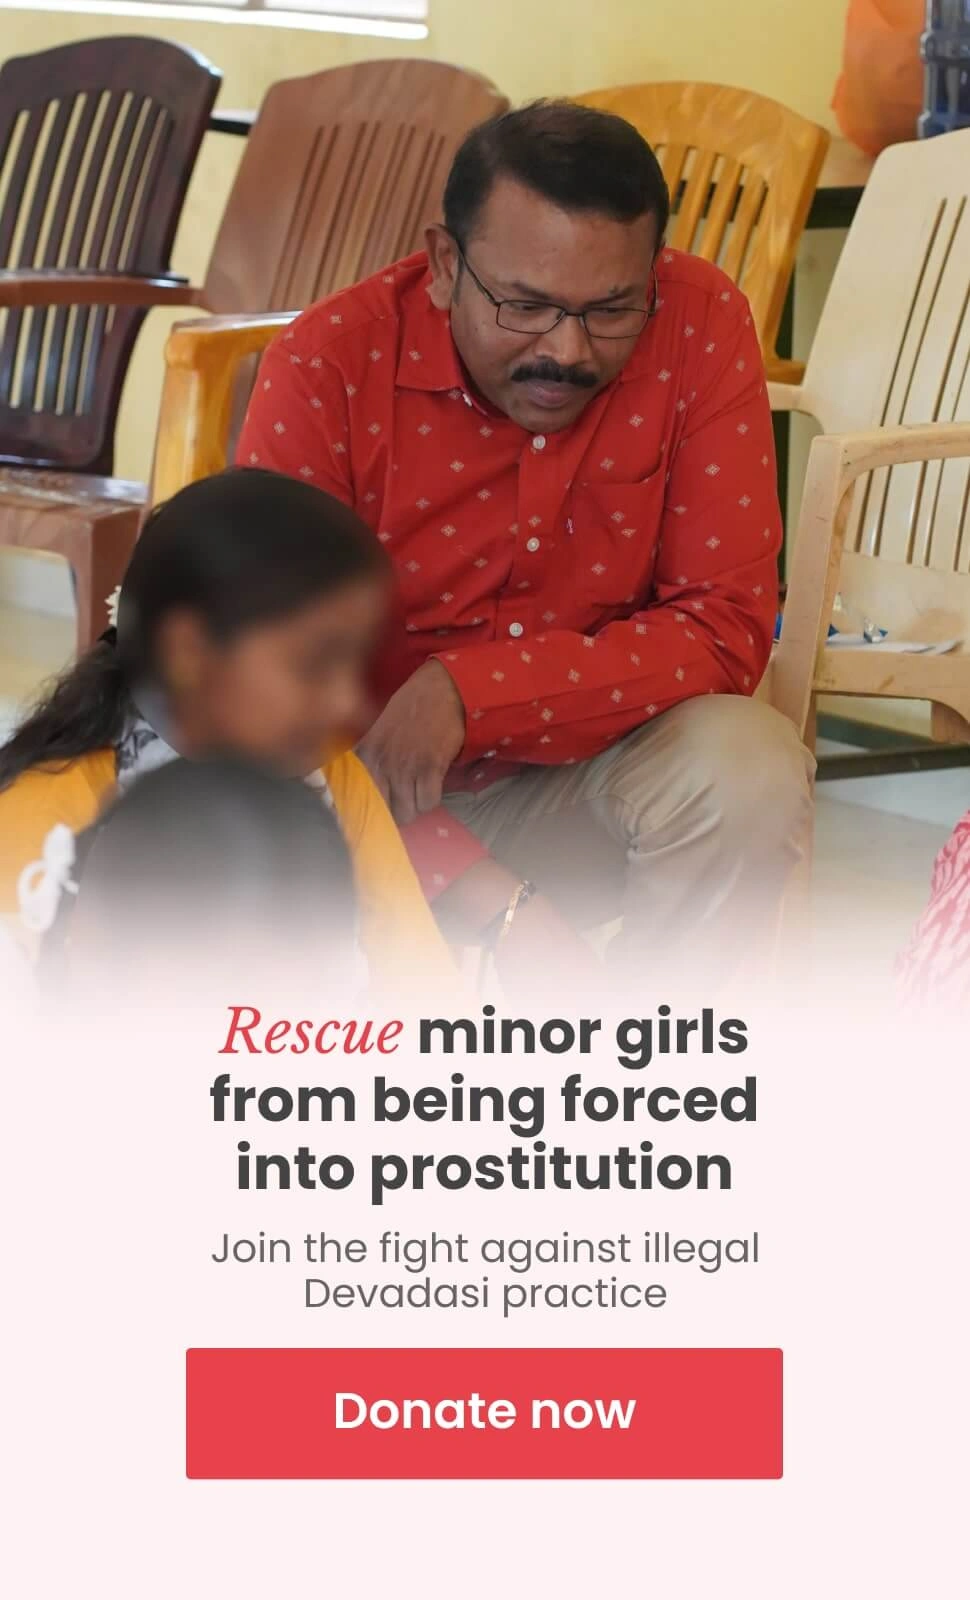 Rescue minor girls
from being forced
into prostitution
Join the fight against illegal
Devadasi practice
Donate now